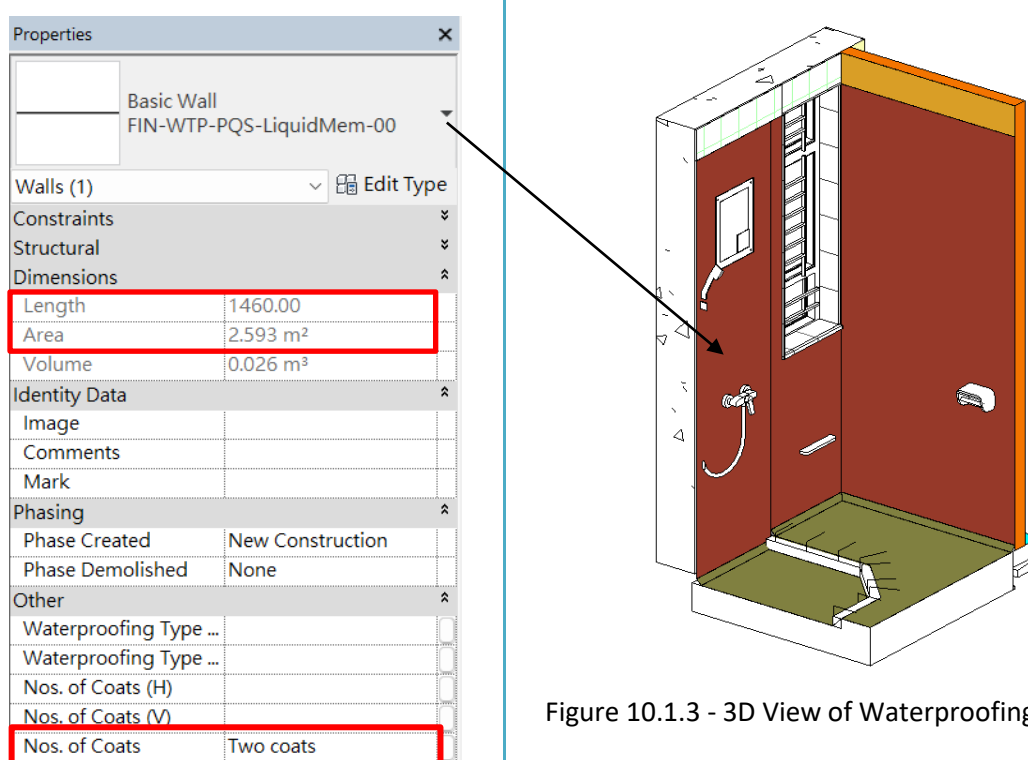 Properties
Basic Wall
FIN-WTP-PQS-LiquidMem-00
Walls (1) Edit Type
Constraints
Structural
Dimensions
Length 1460.00
Area 2.593 m²
Volume 0.026 m³
Identity Data
Image
Comments
Mark
Phasing
Phase Created New Construction
Phase Demolished None
Other
Waterproofing Type ...
Waterproofing Type ...
Nos. of Coats (H)
Nos. of Coats (V)
Nos. of Coats Two coats
Figure 10.1.3 - 3D View of Waterproofing